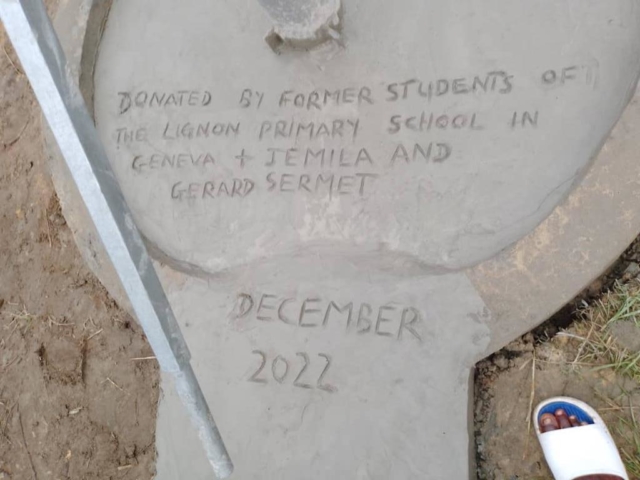 DONATED BY FORMER STUDENTS OF
THE LIGNON PRIMARY SCHOOL IN
GENEVA + JEMILA AND
GERARD SERMET
DECEMBER
2022